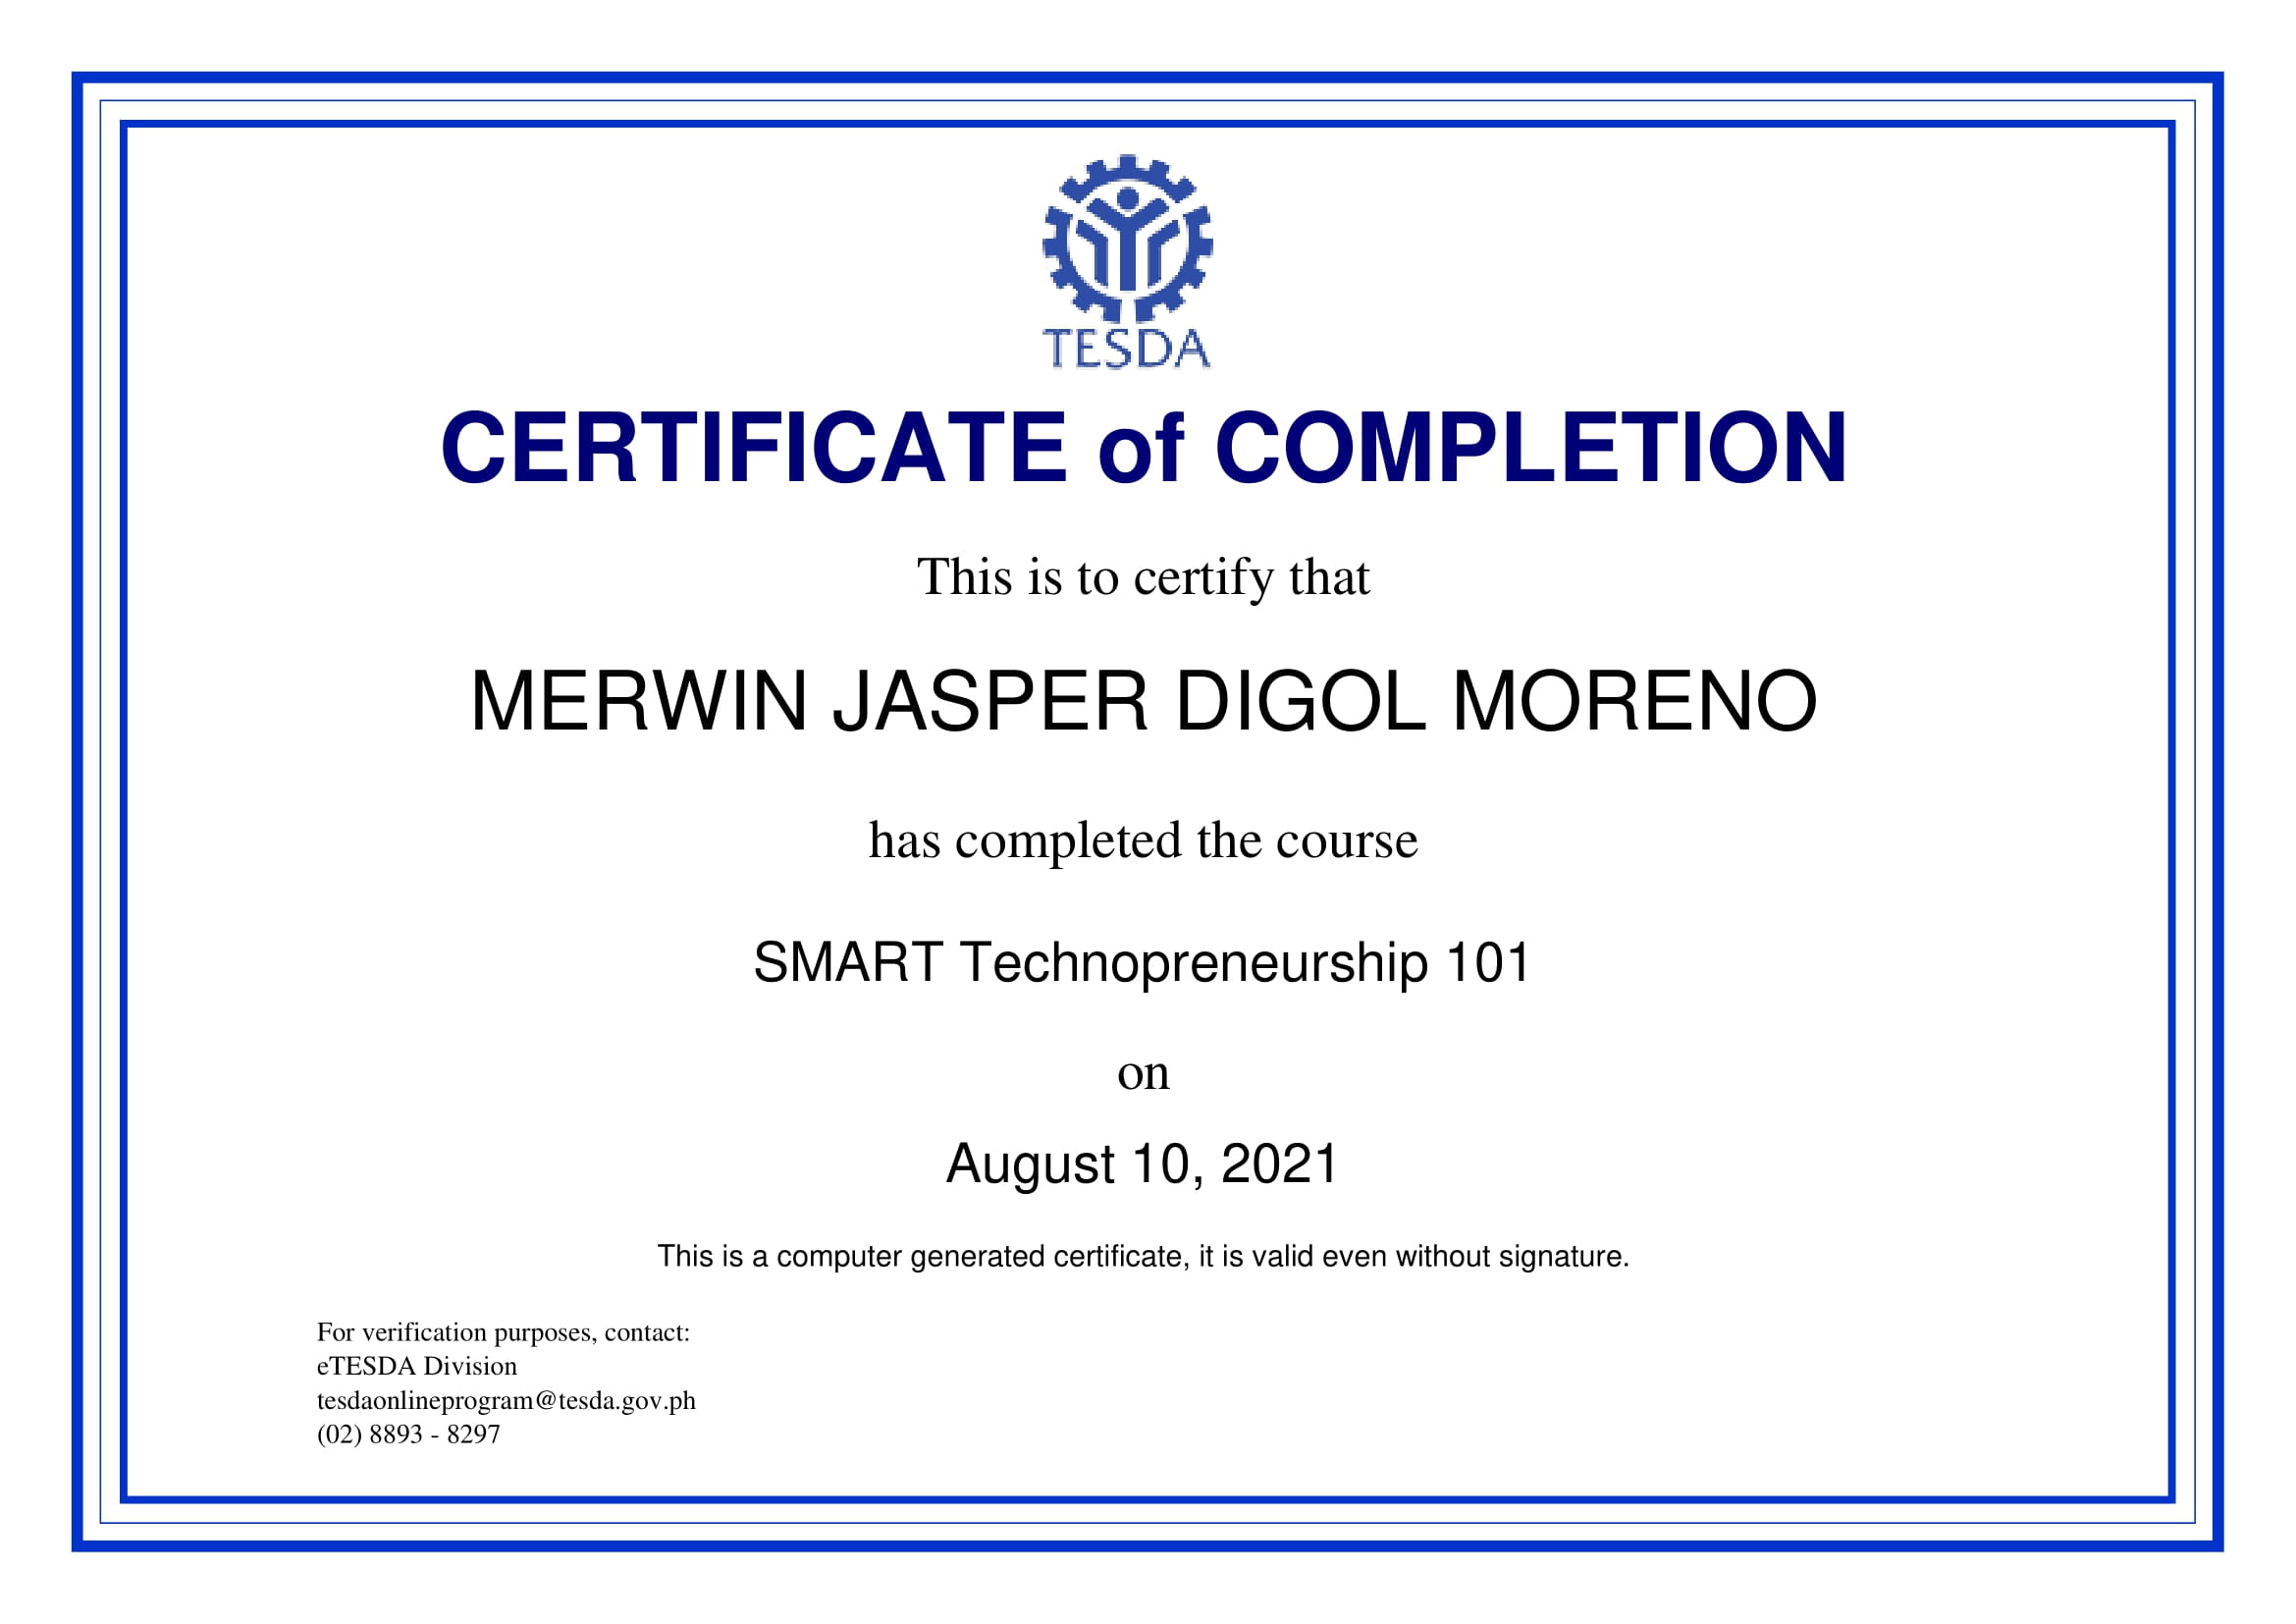 TESDA
CERTIFICATE of COMPLETION
This is to certify that
MERWIN JASPER DIGOL MORENO
has completed the course
SMART Technopreneurship 101
on
August 10, 2021
This is a computer generated certificate, it is valid even without signature.
For verification purposes, contact:
eTESDA Division
tesdaonlineprogram@tesda.gov.ph
(02) 8893 - 8297